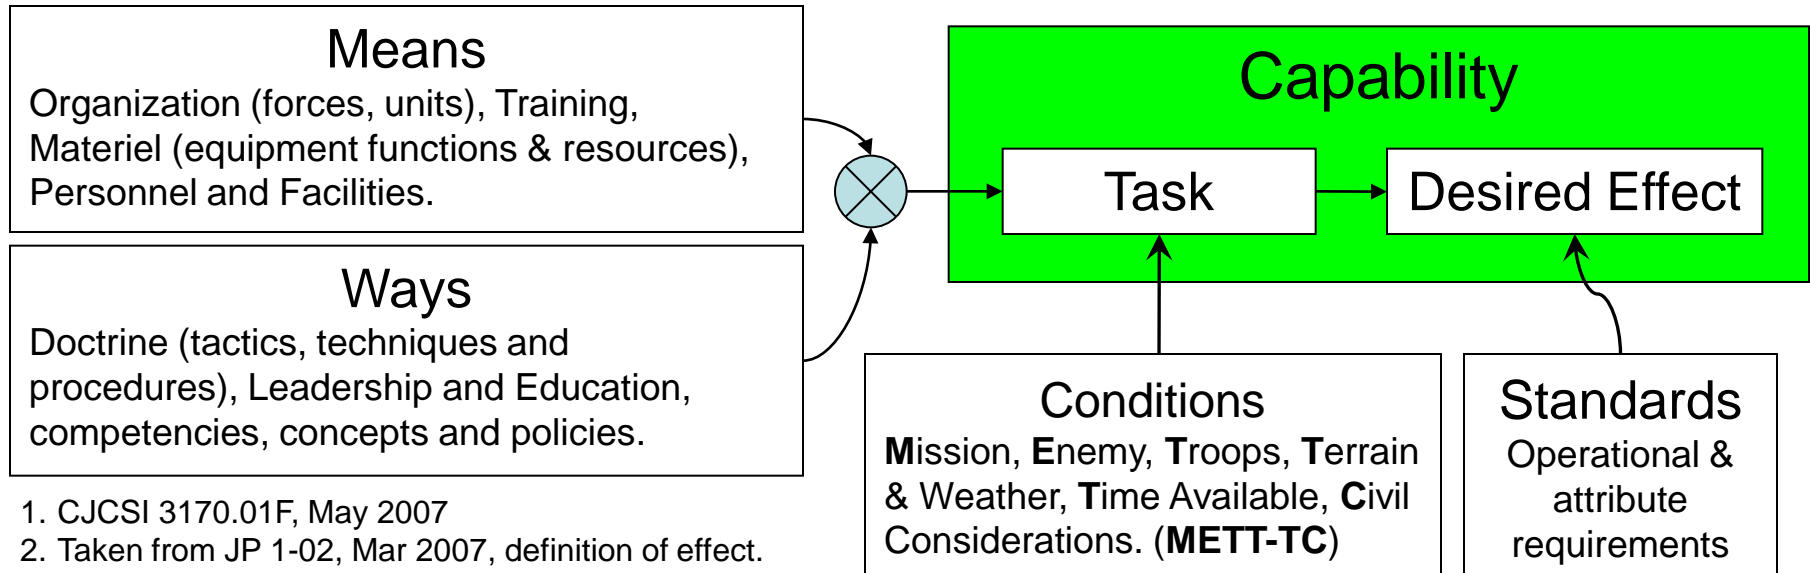 Means
Organization (forces, units), Training,
Materiel (equipment functions & resources),
Personnel and Facilities.
Ways
Doctrine (tactics, techniques and
procedures), Leadership and Education,
competencies, concepts and policies.
1. CJCSI 3170.01F, May 2007
2. Taken from JP 1-02, Mar 2007, definition of effect.
Capability
Task
Desired Effect
Conditions
Mission, Enemy, Troops, Terrain
& Weather, Time Available, Civil
Considerations. (METT-TC)
Standards
Operational &
attribute
requirements